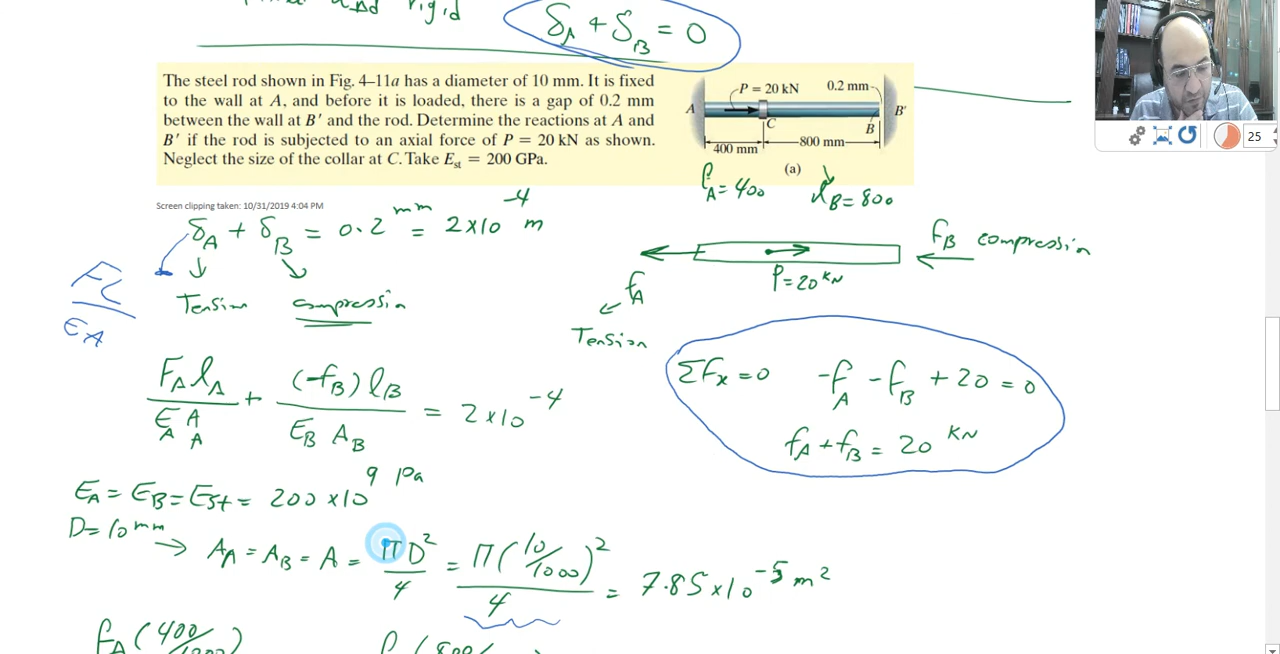 and rigid
δA + δB = 0
The steel rod shown in Fig. 4–11a has a diameter of 10 mm. It is fixed
to the wall at A, and before it is loaded, there is a gap of 0.2 mm
between the wall at B′ and the rod. Determine the reactions at A and
B′ if the rod is subjected to an axial force of P = 20 kN as shown.
Neglect the size of the collar at C. Take Est = 200 GPa.
P = 20 kN 0.2 mm
A B′
C B
400 mm 800 mm
(a)
ℓA = 400 ℓB = 800
Screen clipping taken: 10/31/2019 4:04 PM
δA + δB = 0.2 mm = 2×10^-4 m
Tension compression
FL
EA
FB compression
P = 20 KN
fA
Tension
FA ℓA / EA AA + (-fB) ℓB / EB AB = 2×10^-4
ΣFx = 0 -fA - fB + 20 = 0
fA + fB = 20 KN
EA = EB = Est = 200 ×10^9 pa
D = 10 mm → AA = AB = A = πD²/4 = π(10/1000)²/4 = 7.85×10^-5 m²
fA (400/1000)
25